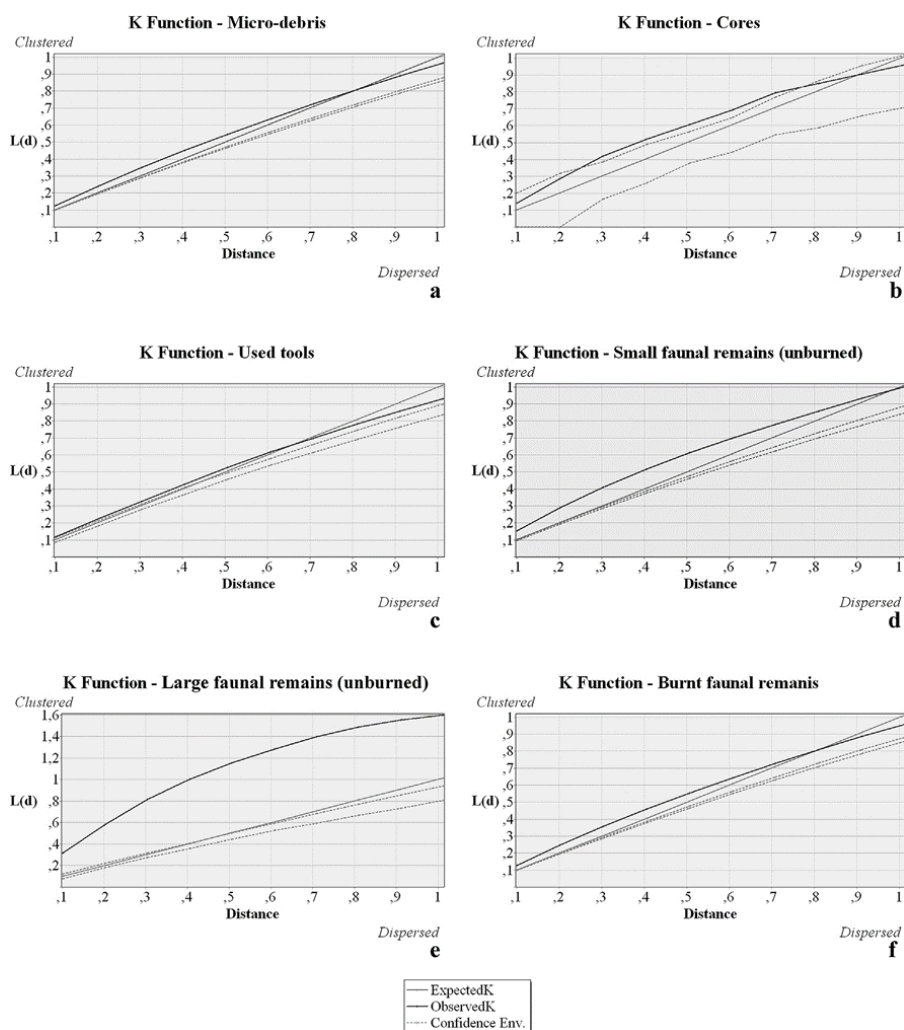 K Function - Micro-debris
Clustered
1
,9
,8
,7
,6
L(d) ,5
,4
,3
,2
,1
,1 ,2 ,3 ,4 ,5 ,6 ,7 ,8 ,9 1
Distance
Dispersed
a
K Function - Cores
Clustered
1
,9
,8
,7
,6
L(d) ,5
,4
,3
,2
,1
,1 ,2 ,3 ,4 ,5 ,6 ,7 ,8 ,9 1
Distance
Dispersed
b
K Function - Used tools
Clustered
1
,9
,8
,7
,6
L(d) ,5
,4
,3
,2
,1
,1 ,2 ,3 ,4 ,5 ,6 ,7 ,8 ,9 1
Distance
Dispersed
c
K Function - Small faunal remains (unburned)
Clustered
1
,9
,8
,7
,6
L(d) ,5
,4
,3
,2
,1
,1 ,2 ,3 ,4 ,5 ,6 ,7 ,8 ,9 1
Distance
Dispersed
d
K Function - Large faunal remains (unburned)
Clustered
1,6
1,4
1,2
1
L(d) ,8
,6
,4
,2
,1 ,2 ,3 ,4 ,5 ,6 ,7 ,8 ,9 1
Distance
Dispersed
e
K Function - Burnt faunal remanis
Clustered
1
,9
,8
,7
,6
L(d) ,5
,4
,3
,2
,1
,1 ,2 ,3 ,4 ,5 ,6 ,7 ,8 ,9 1
Distance
Dispersed
f
ExpectedK
ObservedK
Confidence Env.